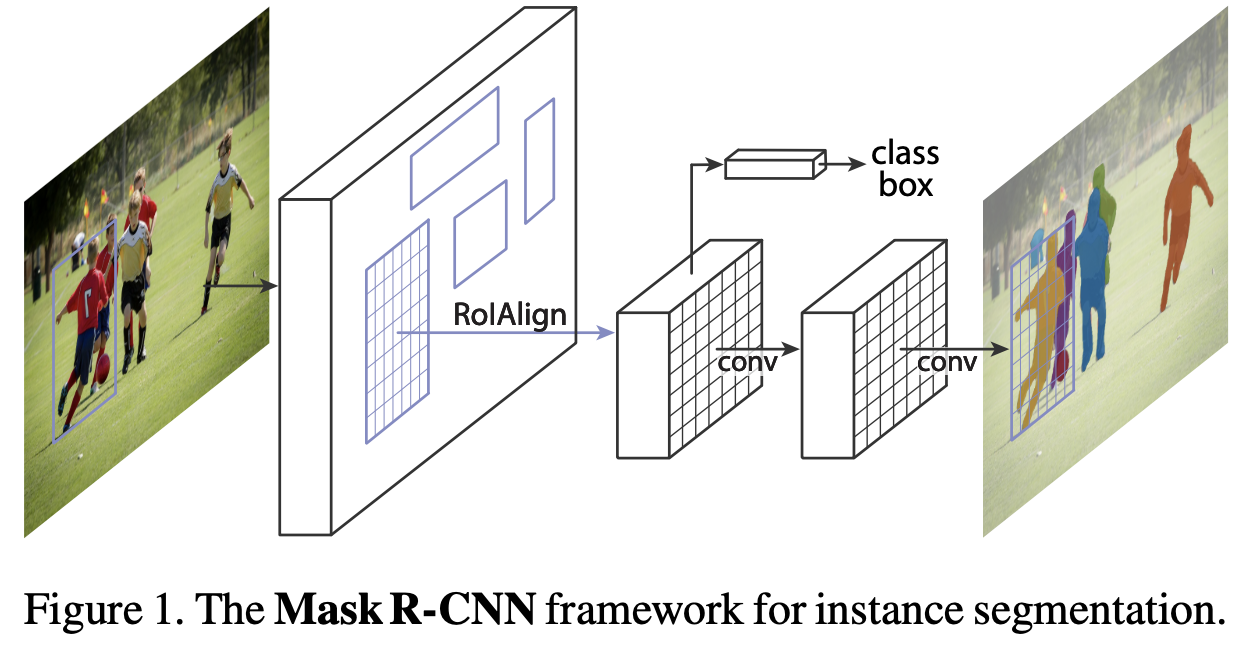 class
box
RoIAlign
conv
conv
Figure 1. The Mask R-CNN framework for instance segmentation.